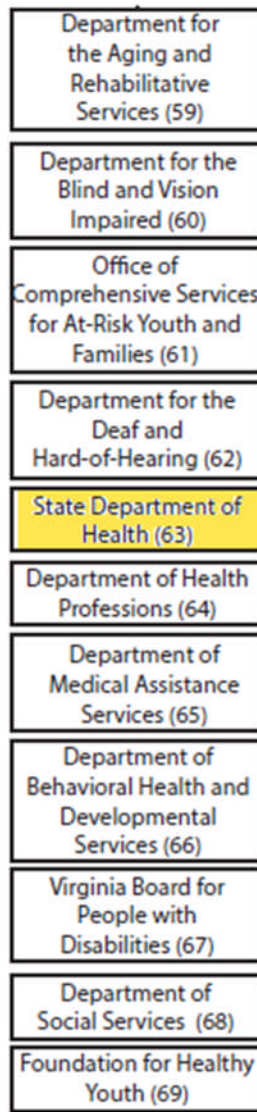 Department for
the Aging and
Rehabilitative
Services (59)
Department for the
Blind and Vision
Impaired (60)
Office of
Comprehensive Services
for At-Risk Youth and
Families (61)
Department for the
Deaf and
Hard-of-Hearing (62)
State Department of
Health (63)
Department of Health
Professions (64)
Department of
Medical Assistance
Services (65)
Department of
Behavioral Health and
Developmental
Services (66)
Virginia Board for
People with
Disabilities (67)
Department of
Social Services (68)
Foundation for Healthy
Youth (69)